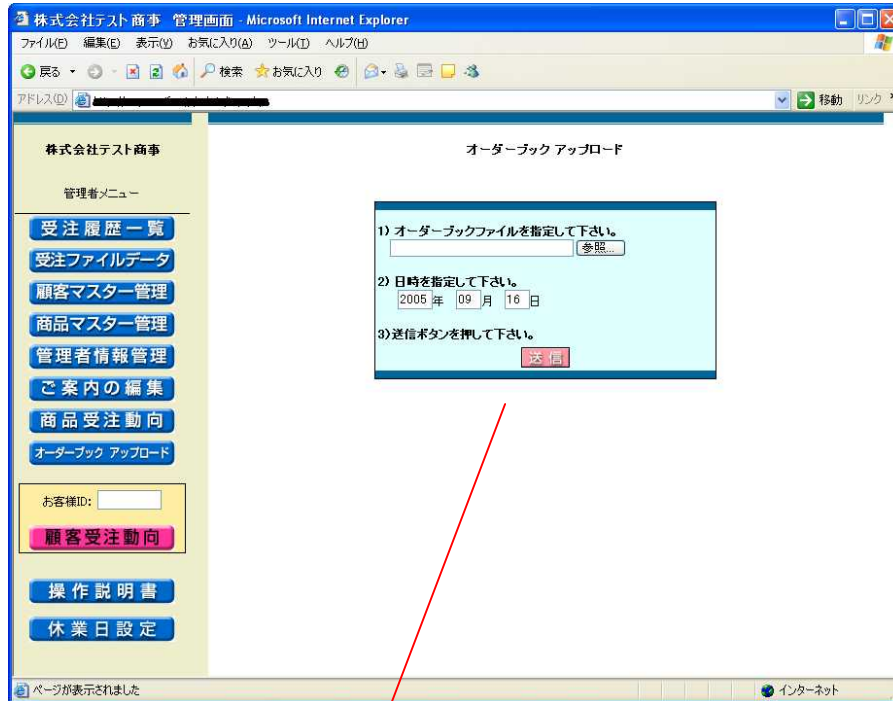 株式会社テスト商事 管理画面 - Microsoft Internet Explorer
ファイル(F) 編集(E) 表示(V) お気に入り(A) ツール(T) ヘルプ(H)
戻る 検索 お気に入り
アドレス(D) 移動 リンク
株式会社テスト商事
管理者メニュー
受注履歴一覧
受注ファイルデータ
顧客マスター管理
商品マスター管理
管理者情報管理
ご案内の編集
商品受注動向
オーダーブック アップロード
お客様ID:
顧客受注動向
操作説明書
休業日設定
オーダーブック アップロード
1) オーダーブックファイルを指定して下さい。
参照...
2) 日時を指定して下さい。
2005 年 09 月 16 日
3)送信ボタンを押して下さい。
送信
ページが表示されました インターネット